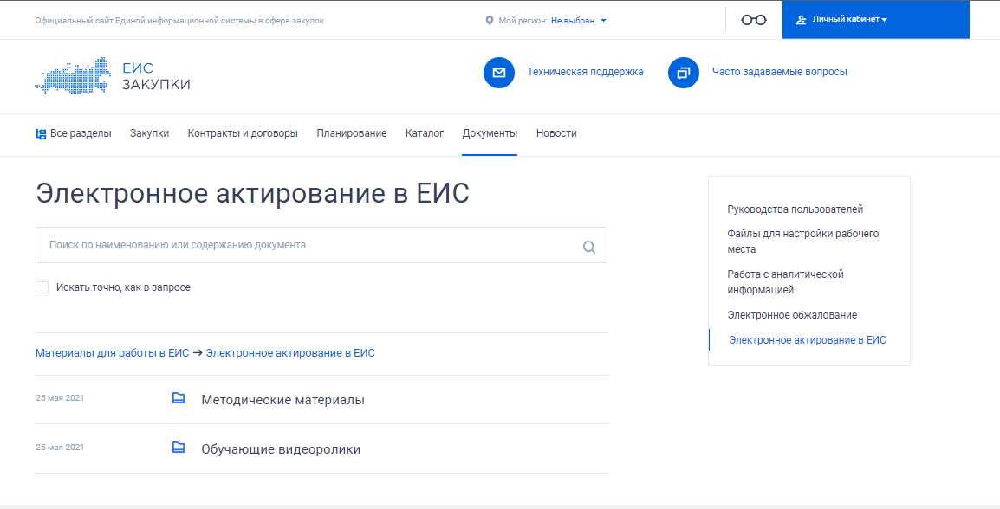 Официальный сайт Единой информационной системы в сфере закупок
Мой регион: Не выбран
Личный кабинет
ЕИС
ЗАКУПКИ
Техническая поддержка
Часто задаваемые вопросы
Все разделы Закупки Контракты и договоры Планирование Каталог Документы Новости
Электронное актирование в ЕИС
Поиск по наименованию или содержанию документа
Искать точно, как в запросе
Материалы для работы в ЕИС → Электронное актирование в ЕИС
25 мая 2021 Методические материалы
25 мая 2021 Обучающие видеоролики
Руководства пользователей
Файлы для настройки рабочего
места
Работа с аналитической
информацией
Электронное обжалование
Электронное актирование в ЕИС